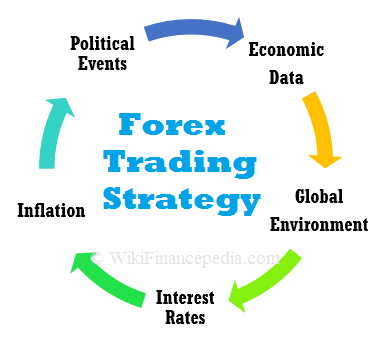 Political
Events
Economic
Data
Forex
Trading
Strategy
Global
Environment
Inflation
© WikiFinancepedia.com
Interest
Rates